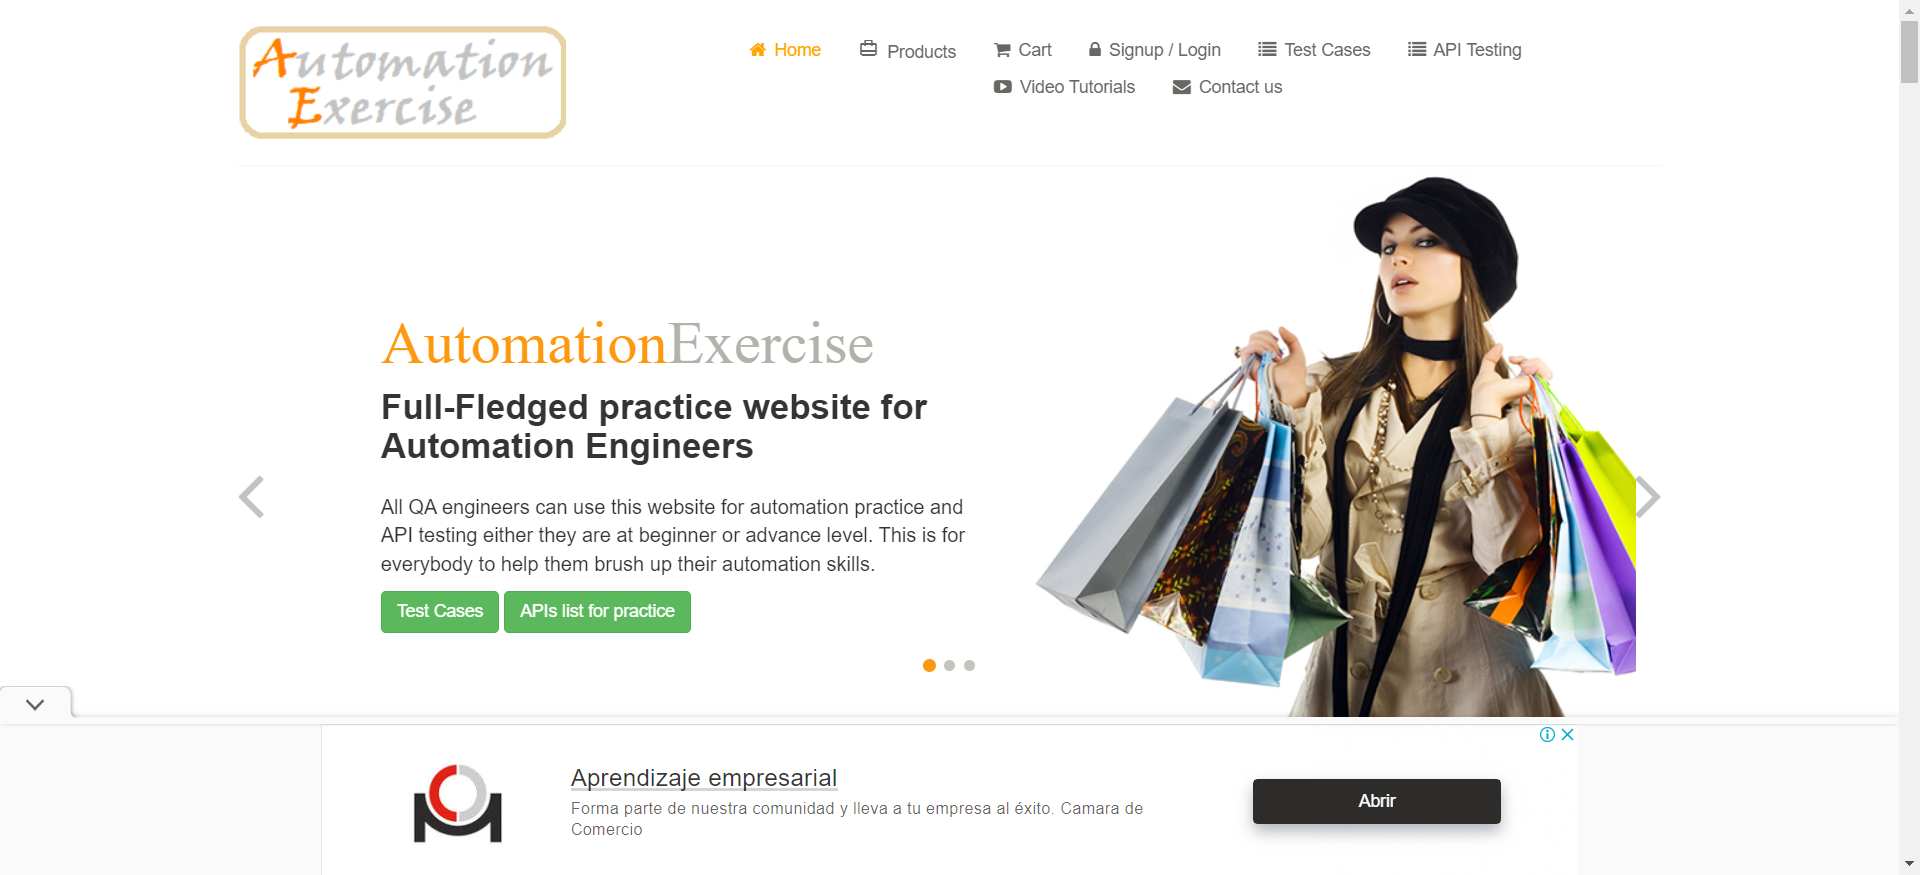 Automation
Exercise
Home
Products
Cart
Signup / Login
Test Cases
API Testing
Video Tutorials
Contact us
AutomationExercise
Full-Fledged practice website for
Automation Engineers
All QA engineers can use this website for automation practice and
API testing either they are at beginner or advance level. This is for
everybody to help them brush up their automation skills.
Test Cases
APIs list for practice
Aprendizaje empresarial
Forma parte de nuestra comunidad y lleva a tu empresa al éxito. Camara de
Comercio
Abrir